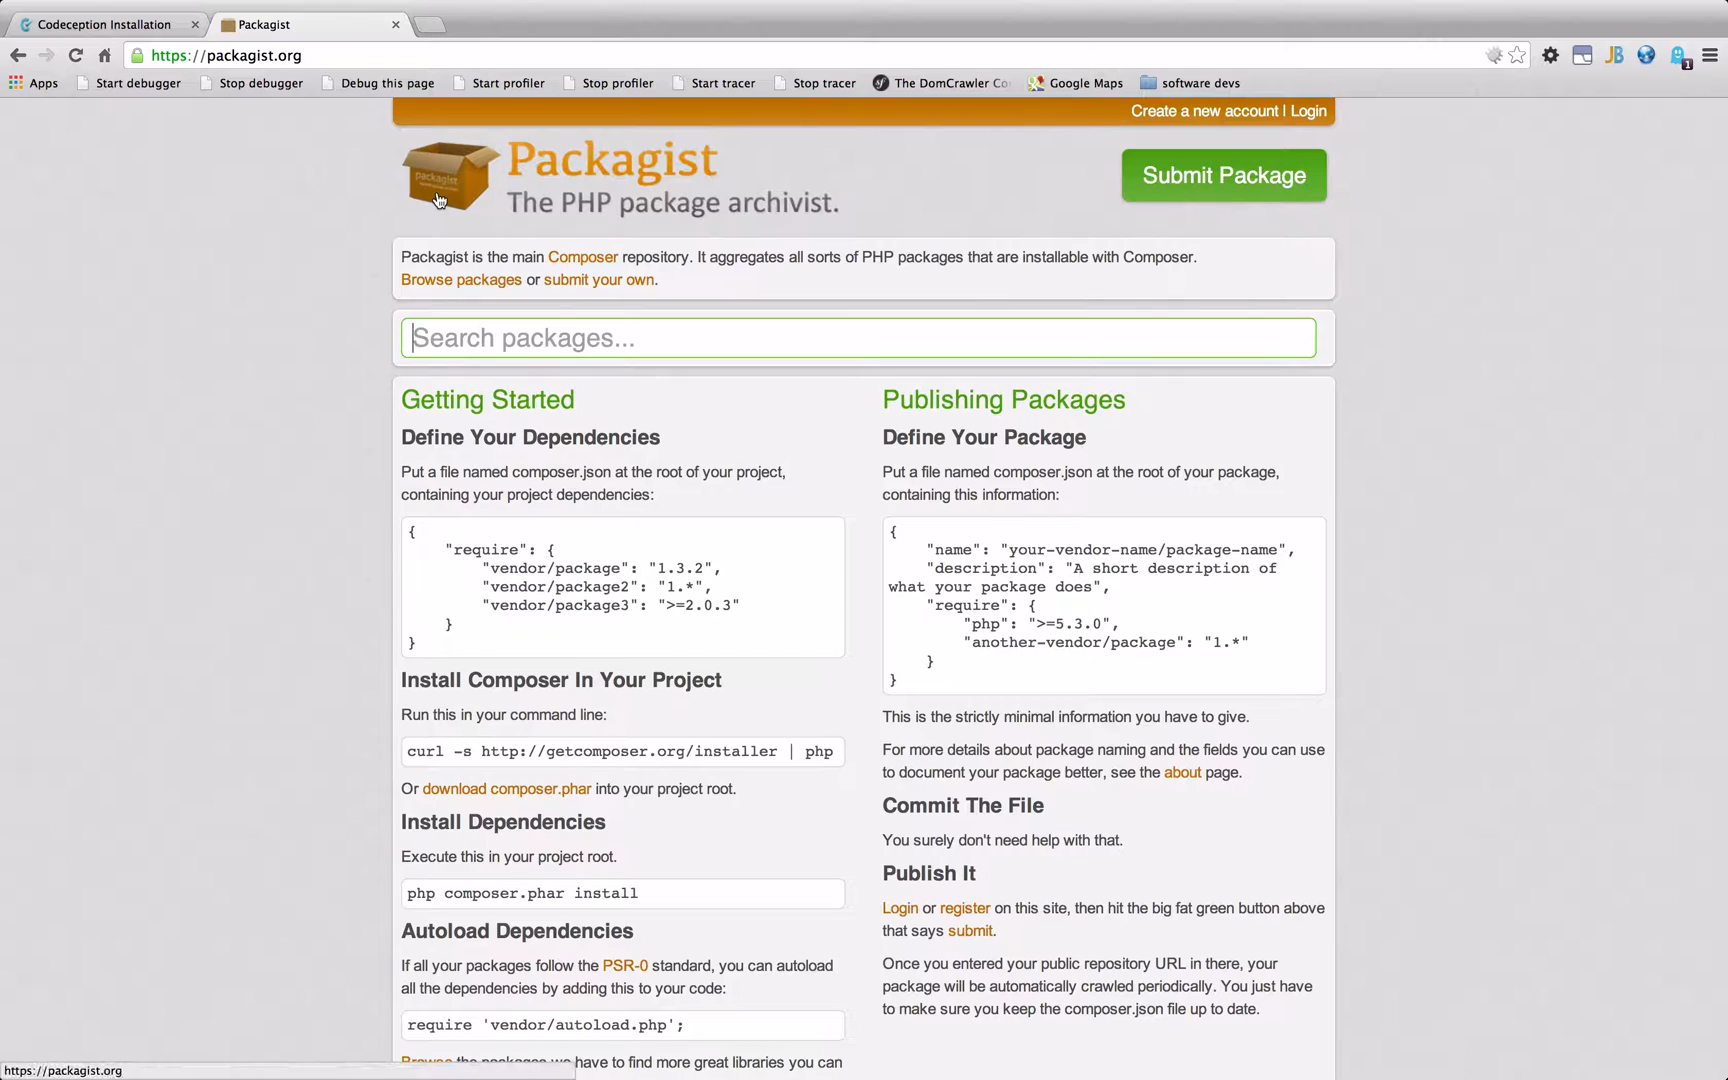 Codeception Installation
Packagist
https://packagist.org
Apps
Start debugger
Stop debugger
Debug this page
Start profiler
Stop profiler
Start tracer
Stop tracer
The DomCrawler Co
Google Maps
software devs
JB
1
Create a new account | Login
packagist
Packagist
The PHP package archivist.
Submit Package
Packagist is the main Composer repository. It aggregates all sorts of PHP packages that are installable with Composer.
Browse packages or submit your own.
Search packages...
Getting Started
Define Your Dependencies
Put a file named composer.json at the root of your project,
containing your project dependencies:
{
"require": {
"vendor/package": "1.3.2",
"vendor/package2": "1.*",
"vendor/package3": ">=2.0.3"
}
}
Install Composer In Your Project
Run this in your command line:
curl -s http://getcomposer.org/installer | php
Or download composer.phar into your project root.
Install Dependencies
Execute this in your project root.
php composer.phar install
Autoload Dependencies
If all your packages follow the PSR-0 standard, you can autoload
all the dependencies by adding this to your code:
require 'vendor/autoload.php';
Browse the packages we have to find more great libraries you can
Publishing Packages
Define Your Package
Put a file named composer.json at the root of your package,
containing this information:
{
"name": "your-vendor-name/package-name",
"description": "A short description of
what your package does",
"require": {
"php": ">=5.3.0",
"another-vendor/package": "1.*"
}
}
This is the strictly minimal information you have to give.
For more details about package naming and the fields you can use
to document your package better, see the about page.
Commit The File
You surely don't need help with that.
Publish It
Login or register on this site, then hit the big fat green button above
that says submit.
Once you entered your public repository URL in there, your
package will be automatically crawled periodically. You just have
to make sure you keep the composer.json file up to date.
https://packagist.org